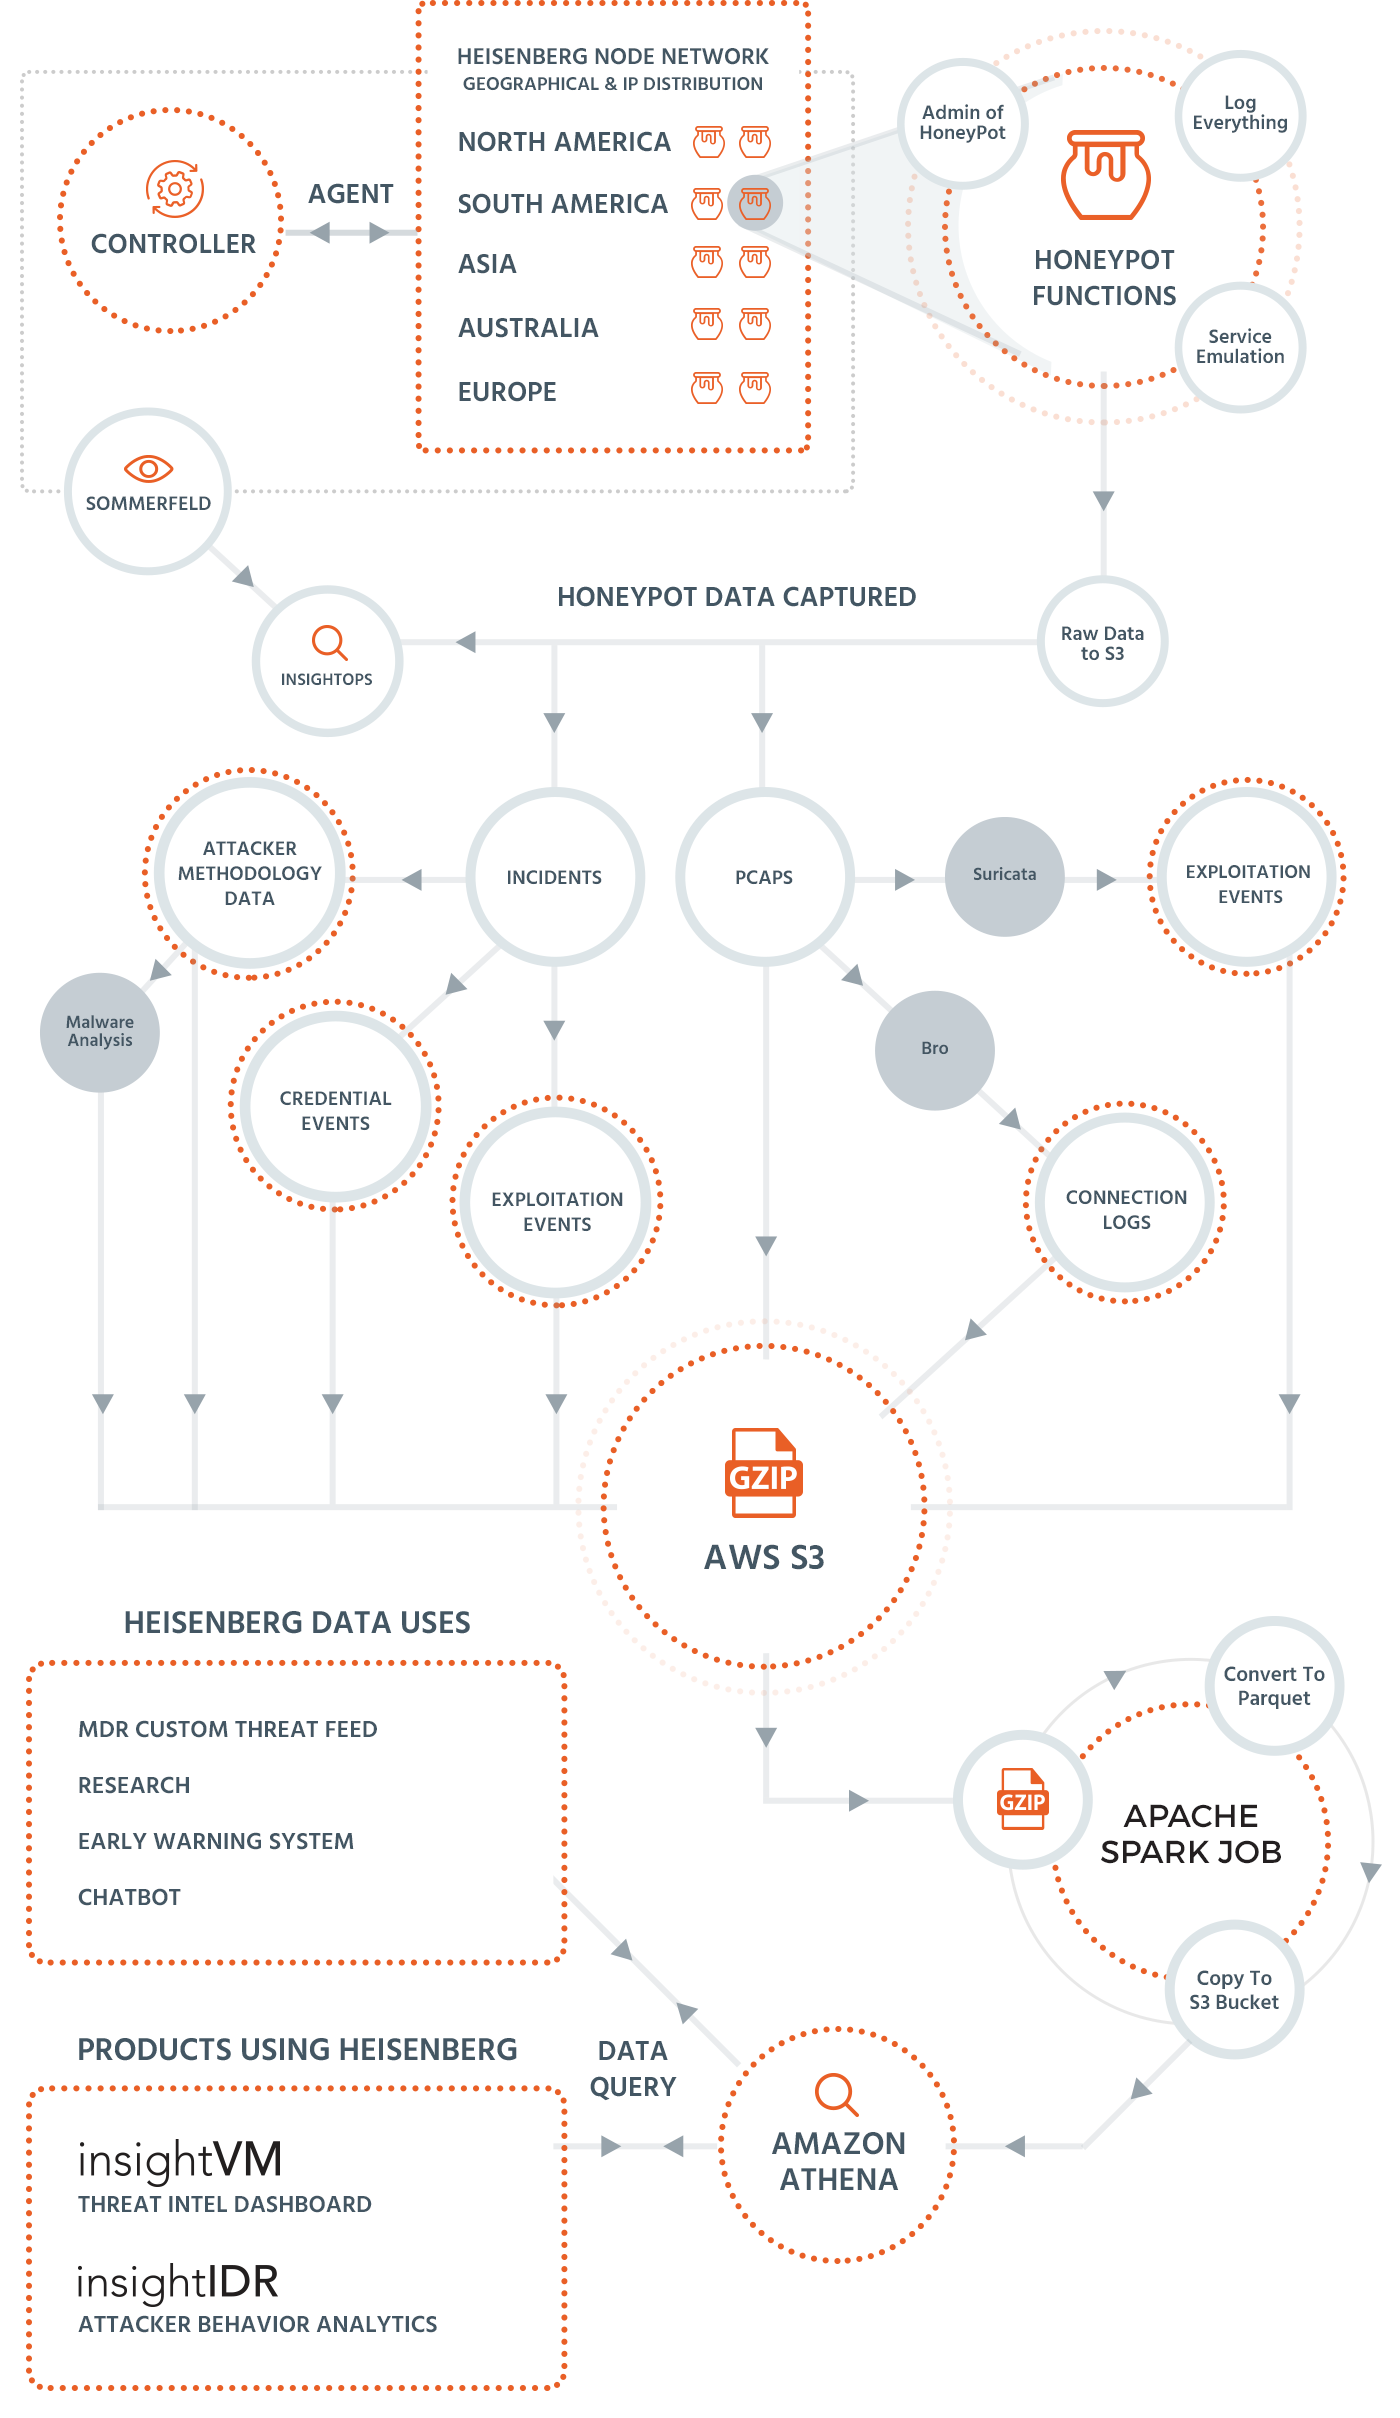 HEISENBERG NODE NETWORK
GEOGRAPHICAL & IP DISTRIBUTION
NORTH AMERICA
SOUTH AMERICA
ASIA
AUSTRALIA
EUROPE
CONTROLLER
AGENT
Admin of
HoneyPot
Log
Everything
HONEYPOT
FUNCTIONS
Service
Emulation
SOMMERFELD
INSIGHTOPS
HONEYPOT DATA CAPTURED
Raw Data
to S3
ATTACKER
METHODOLOGY
DATA
INCIDENTS
PCAPS
Suricata
EXPLOITATION
EVENTS
Malware
Analysis
CREDENTIAL
EVENTS
Bro
EXPLOITATION
EVENTS
CONNECTION
LOGS
GZIP
AWS S3
HEISENBERG DATA USES
MDR CUSTOM THREAT FEED
RESEARCH
EARLY WARNING SYSTEM
CHATBOT
Convert To
Parquet
GZIP
APACHE
SPARK JOB
Copy To
S3 Bucket
PRODUCTS USING HEISENBERG
insightVM
THREAT INTEL DASHBOARD
insightIDR
ATTACKER BEHAVIOR ANALYTICS
DATA
QUERY
AMAZON
ATHENA